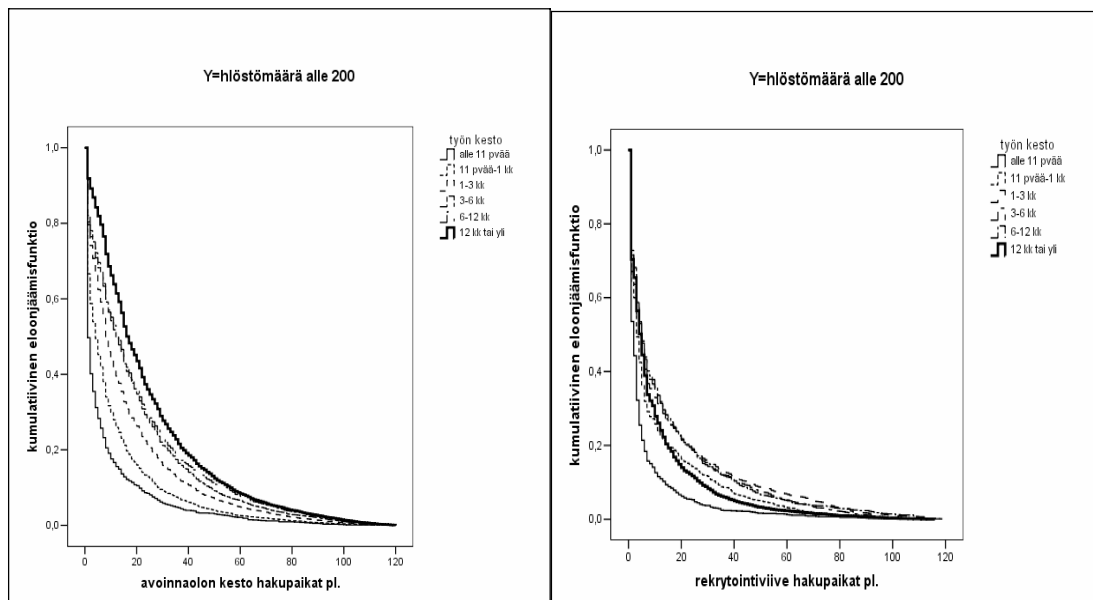 Y=hlöstömäärä alle 200
kumulatiivinen eloonjäämisfunktio
1,0
0,8
0,6
0,4
0,2
0,0
0 20 40 60 80 100 120
avoinnaolon kesto hakupaikat pl.
työn kesto
alle 11 pvää
11 pvää-1 kk
1-3 kk
3-6 kk
6-12 kk
12 kk tai yli
Y=hlöstömäärä alle 200
kumulatiivinen eloonjäämisfunktio
1,0
0,8
0,6
0,4
0,2
0,0
0 20 40 60 80 100 120
rekrytointiviive hakupaikat pl.
työn kesto
alle 11 pvää
11 pvää-1 kk
1-3 kk
3-6 kk
6-12 kk
12 kk tai yli